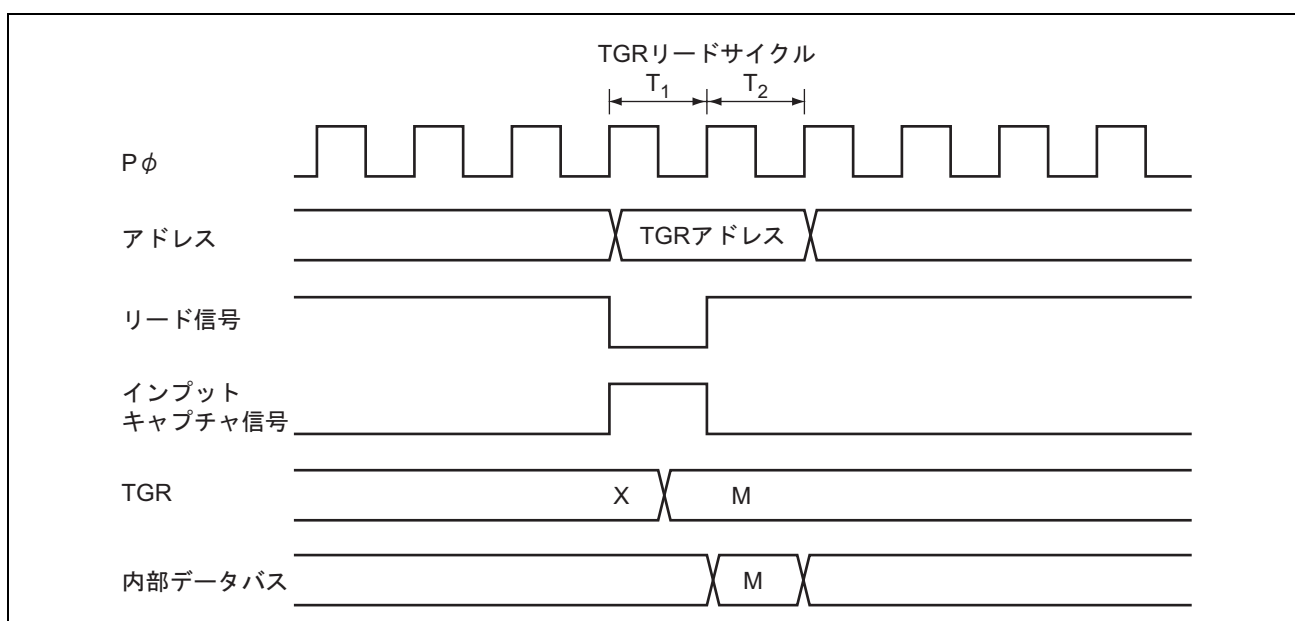 TGRリードサイクル
T1 T2
Pφ
アドレス
TGRアドレス
リード信号
インプット
キャプチャ信号
TGR
X M
内部データバス
M